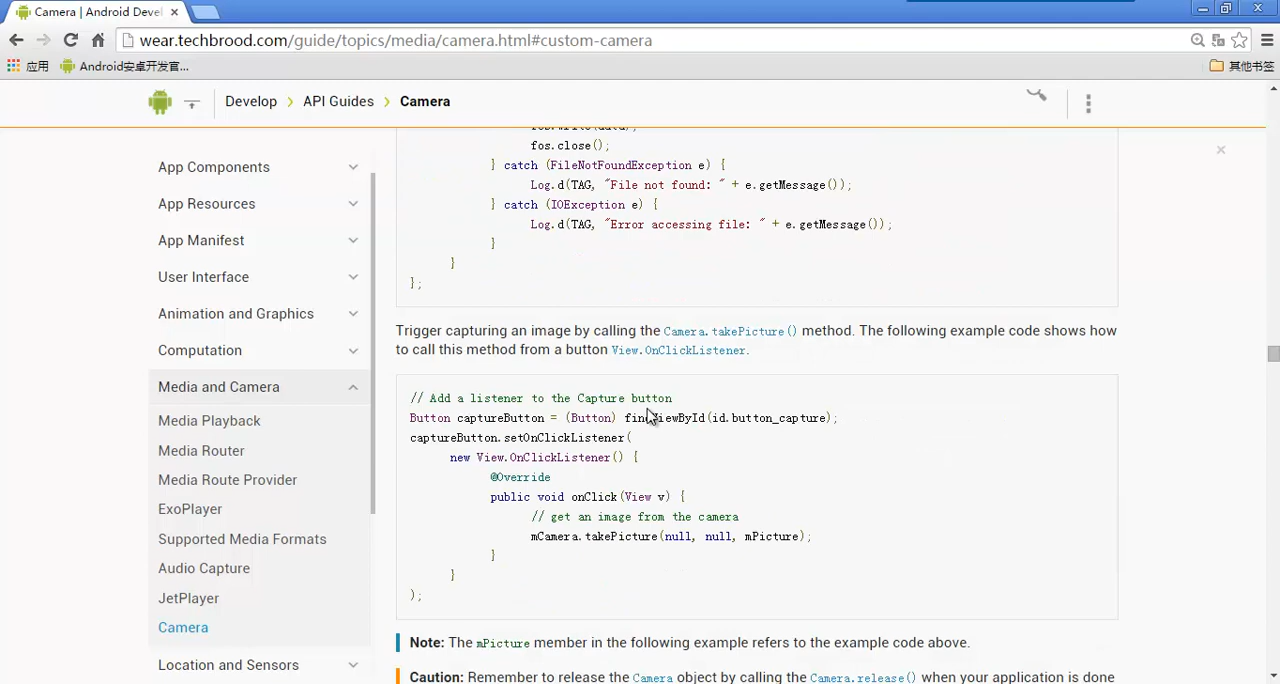 Camera | Android Deve
wear.techbrood.com/guide/topics/media/camera.html#custom-camera
应用
Android安卓开发官...
其他书签
Develop
API Guides
Camera
App Components
App Resources
App Manifest
User Interface
Animation and Graphics
Computation
Media and Camera
Media Playback
Media Router
Media Route Provider
ExoPlayer
Supported Media Formats
Audio Capture
JetPlayer
Camera
Location and Sensors
fos.write(data);
fos.close();
} catch (FileNotFoundException e) {
Log.d(TAG, "File not found: " + e.getMessage());
} catch (IOException e) {
Log.d(TAG, "Error accessing file: " + e.getMessage());
}
}
};
Trigger capturing an image by calling the Camera.takePicture() method. The following example code shows how
to call this method from a button View.OnClickListener.
// Add a listener to the Capture button
Button captureButton = (Button) findViewById(id.button_capture);
captureButton.setOnClickListener(
new View.OnClickListener() {
@Override
public void onClick(View v) {
// get an image from the camera
mCamera.takePicture(null, null, mPicture);
}
}
);
Note: The mPicture member in the following example refers to the example code above.
Caution: Remember to release the Camera object by calling the Camera.release() when your application is done